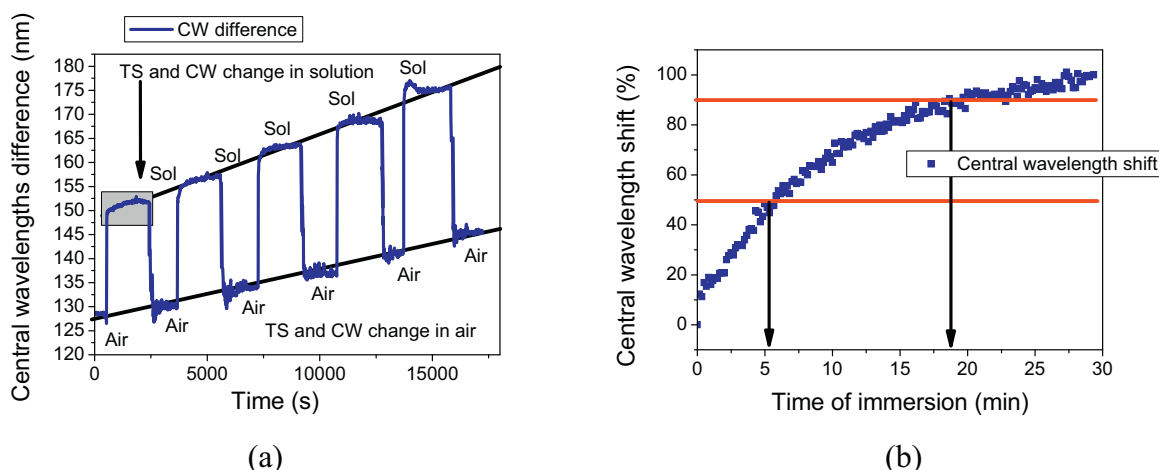 CW difference
Central wavelengths difference (nm)
180
175
170
165
160
155
150
145
140
135
130
125
120
TS and CW change in solution
Sol
Sol
Sol
Sol
Sol
Air
Air
Air
Air
Air
Air
TS and CW change in air
0
5000
10000
15000
Time (s)
(a)
Central wavelength shift (%)
100
80
60
40
20
0
Central wavelength shift
0
5
10
15
20
25
30
Time of immersion (min)
(b)